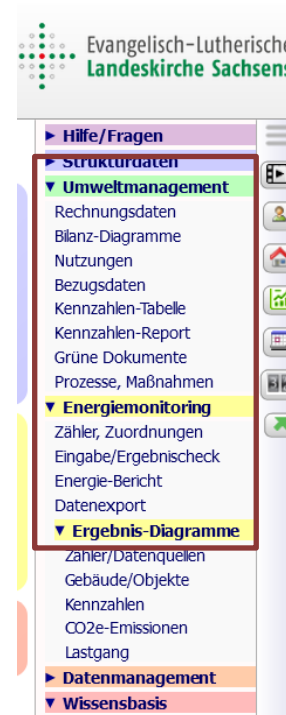 Evangelisch-Lutherische
Landeskirche Sachsens
► Hilfe/Fragen
► Strukturdaten
▼ Umweltmanagement
Rechnungsdaten
Bilanz-Diagramme
Nutzungen
Bezugsdaten
Kennzahlen-Tabelle
Kennzahlen-Report
Grüne Dokumente
Prozesse, Maßnahmen
▼ Energiemonitoring
Zähler, Zuordnungen
Eingabe/Ergebnischeck
Energie-Bericht
Datenexport
▼ Ergebnis-Diagramme
Zähler/Datenquellen
Gebäude/Objekte
Kennzahlen
CO2e-Emissionen
Lastgang
► Datenmanagement
▼ Wissensbasis